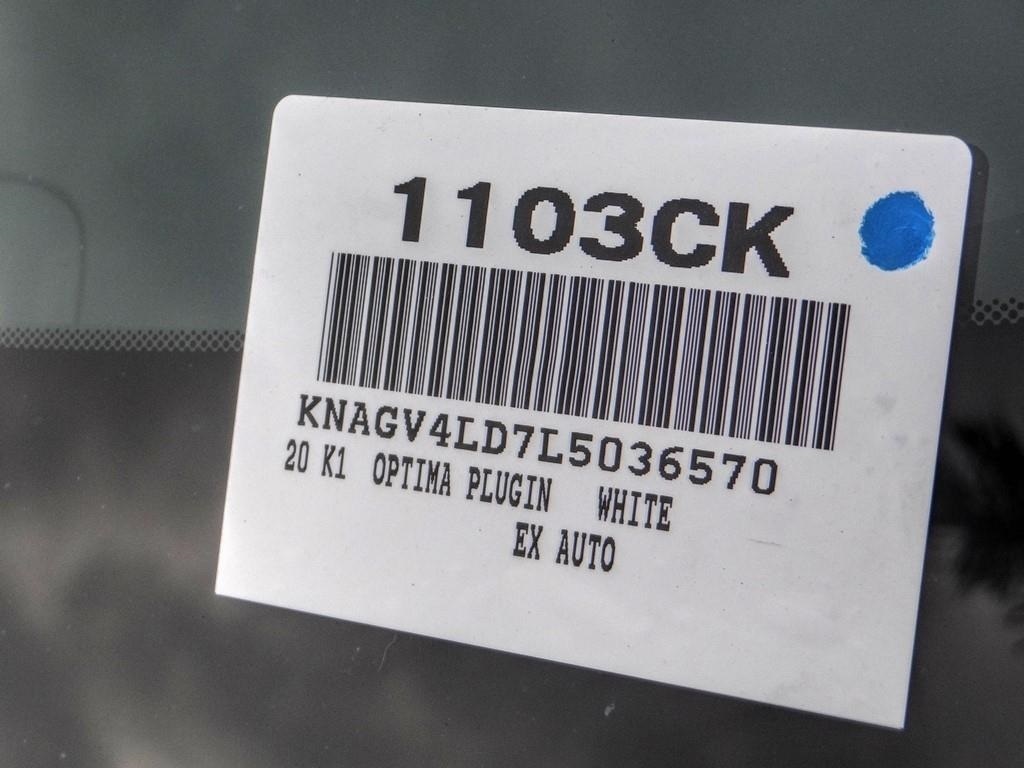 1103CK
KNAGV4LD7L5036570
20 K1 OPTIMA PLUGIN WHITE
EX AUTO